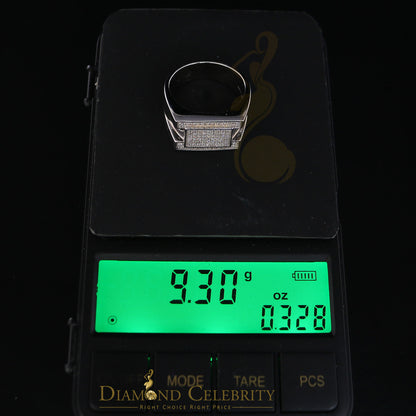 9.30 g
oz
0.328
MODE TARE PCS
DIAMOND CELEBRITY
RIGHT CHOICE RIGHT PRICE